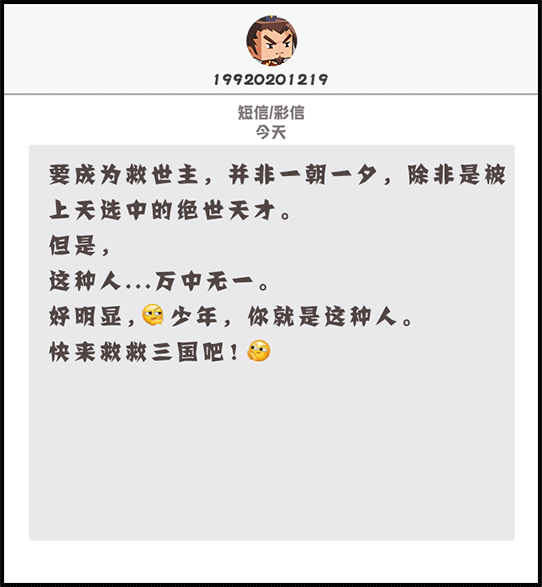 19920201219
短信/彩信
今天
要成为救世主，并非一朝一夕，除非是被
上天选中的绝世天才。
但是，
这种人...万中无一。
好明显，🤔少年，你就是这种人。
快来救救三国吧！🤔